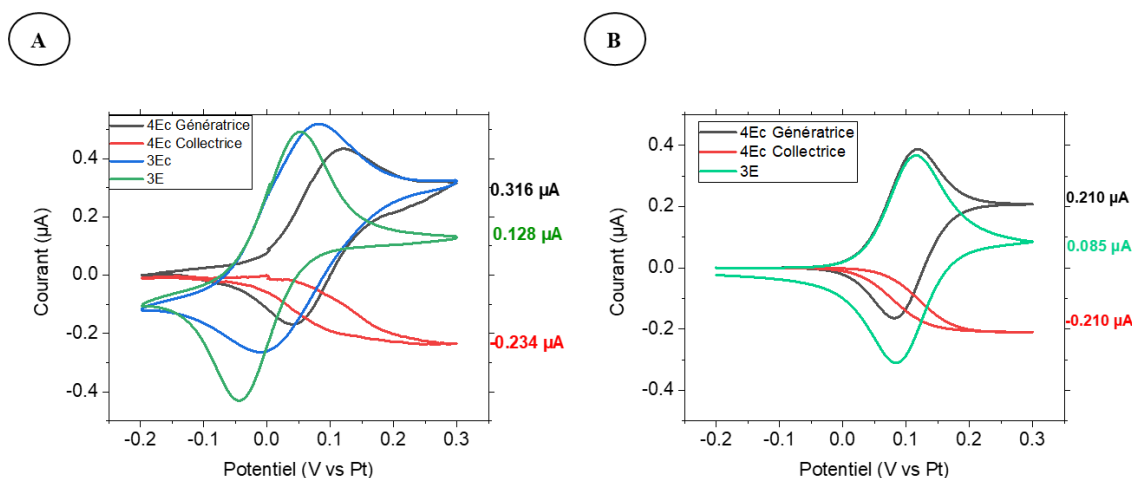 A
4Ec Génératrice
4Ec Collectrice
3Ec
3E
0.4
0.2
0.0
-0.2
-0.4
Courant (µA)
-0.2
-0.1
0.0
0.1
0.2
0.3
Potentiel (V vs Pt)
0.316 µA
0.128 µA
-0.234 µA
B
4Ec Génératrice
4Ec Collectrice
3E
0.4
0.2
0.0
-0.2
-0.4
Courant (µA)
-0.2
-0.1
0.0
0.1
0.2
0.3
Potentiel (V vs Pt)
0.210 µA
0.085 µA
-0.210 µA